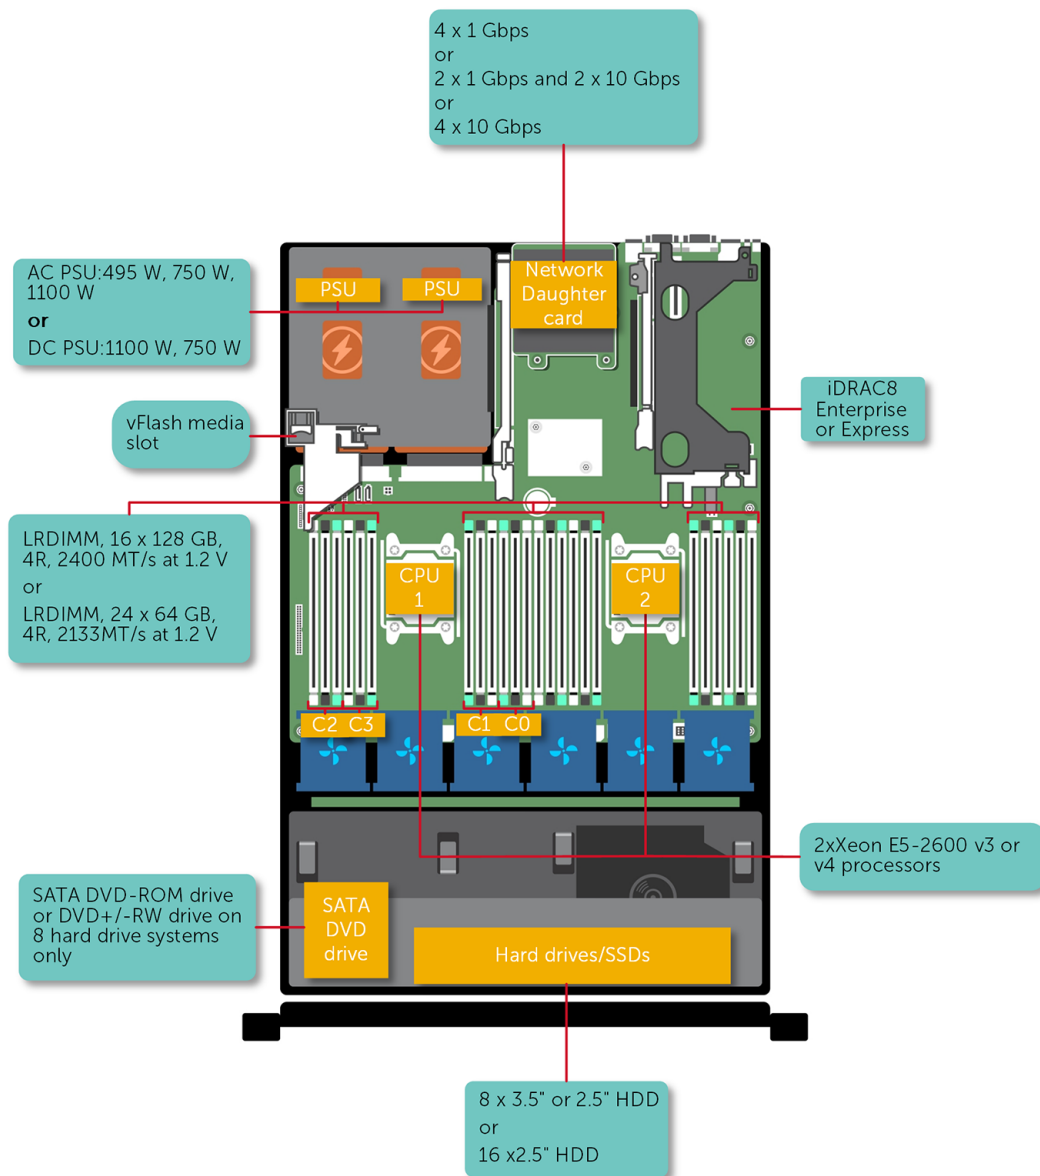 4 x 1 Gbps
or
2 x 1 Gbps and 2 x 10 Gbps
or
4 x 10 Gbps
AC PSU:495 W, 750 W,
1100 W
or
DC PSU:1100 W, 750 W
PSU
PSU
Network
Daughter
card
iDRAC8
Enterprise
or Express
vFlash media
slot
LRDIMM, 16 x 128 GB,
4R, 2400 MT/s at 1.2 V
or
LRDIMM, 24 x 64 GB,
4R, 2133MT/s at 1.2 V
CPU
1
CPU
2
C2
C3
C1
C0
2xXeon E5-2600 v3 or
v4 processors
SATA DVD-ROM drive
or DVD+/-RW drive on
8 hard drive systems
only
SATA
DVD
drive
Hard drives/SSDs
8 x 3.5" or 2.5" HDD
or
16 x2.5" HDD